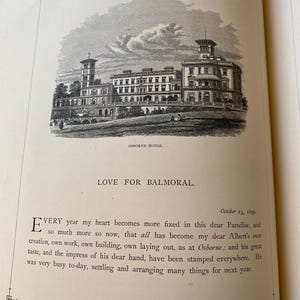 OSBORNE HOUSE.
LOVE FOR BALMORAL.
October 13, 1856.
EVERY year my heart becomes more fixed in this dear Paradise, and
so much more so now, that all has become my dear Albert's own
creation, own work, own building, own laying out, as at Osborne; and his great
taste, and the impress of his dear hand, have been stamped everywhere. He
was very busy to-day, settling and arranging many things for next year.